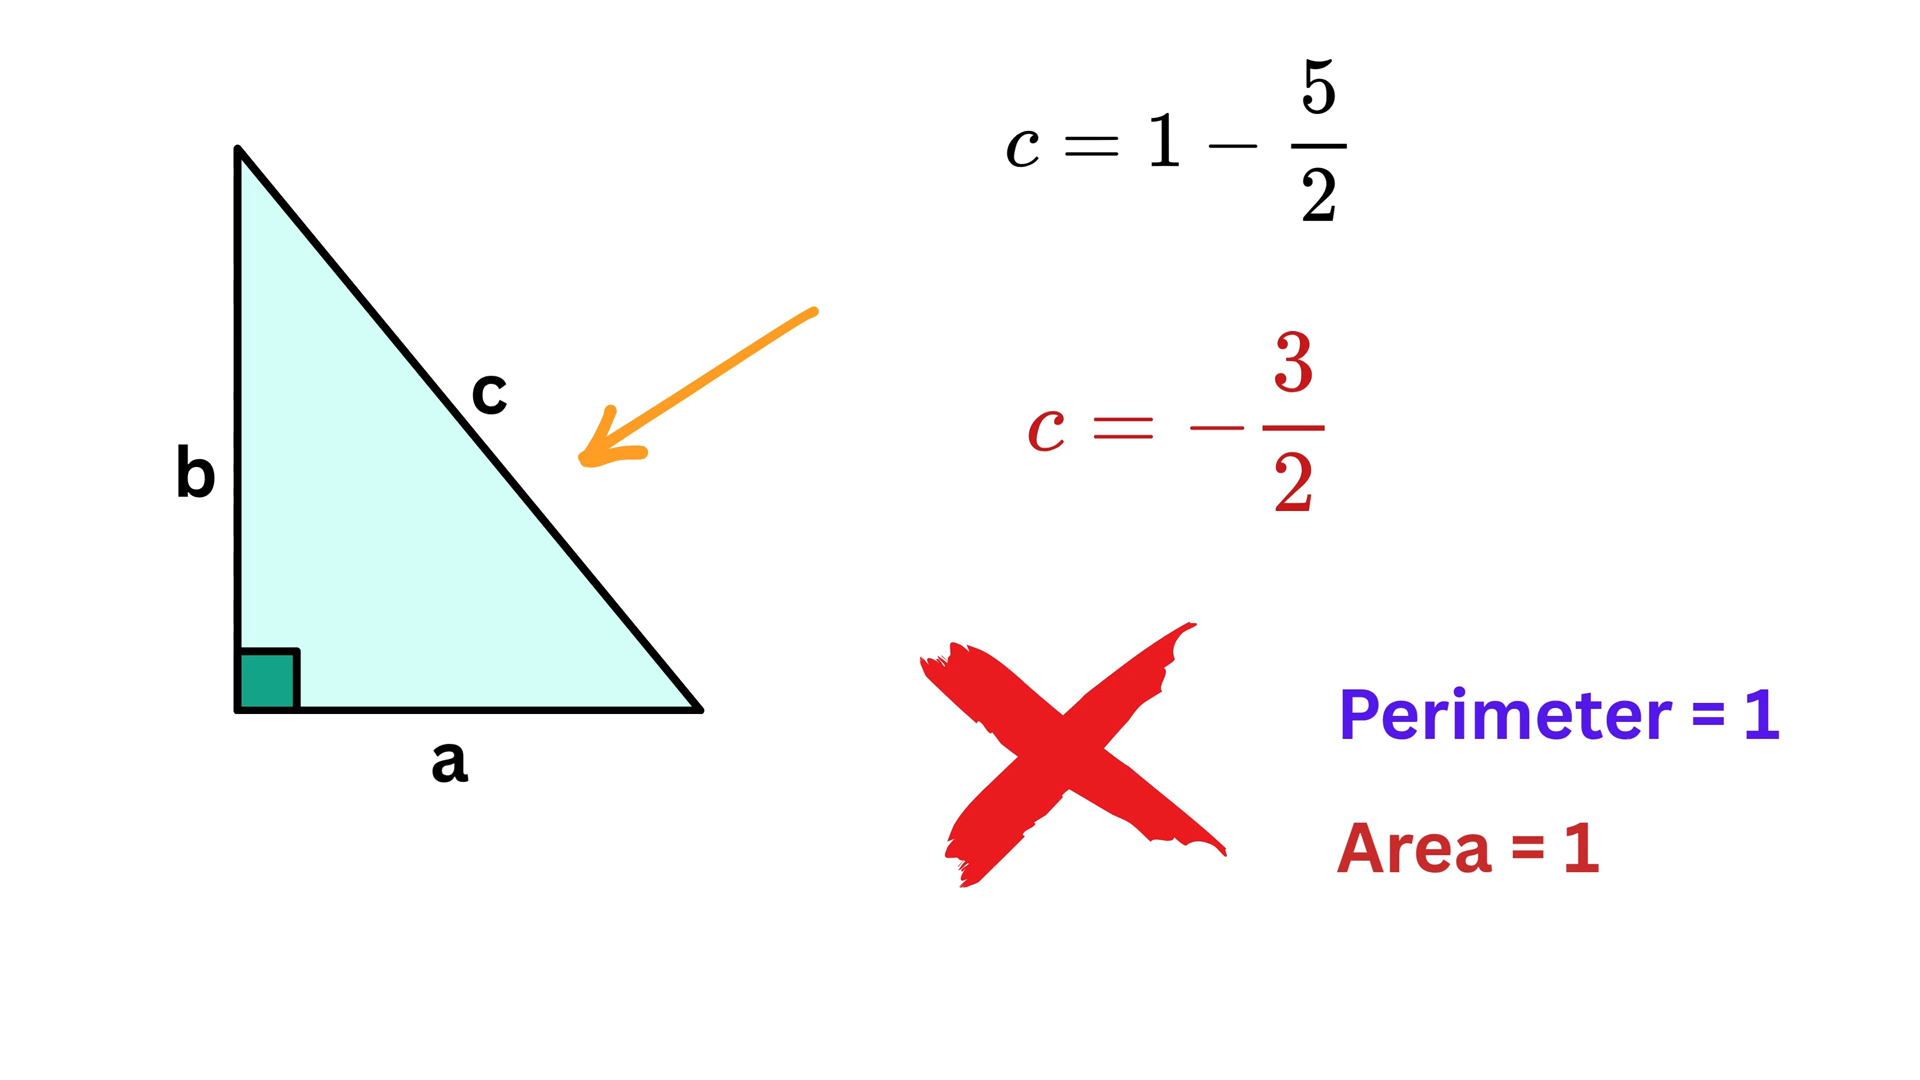 c = 1 − 5/2
c = − 3/2
c
b
a
Perimeter = 1
Area = 1